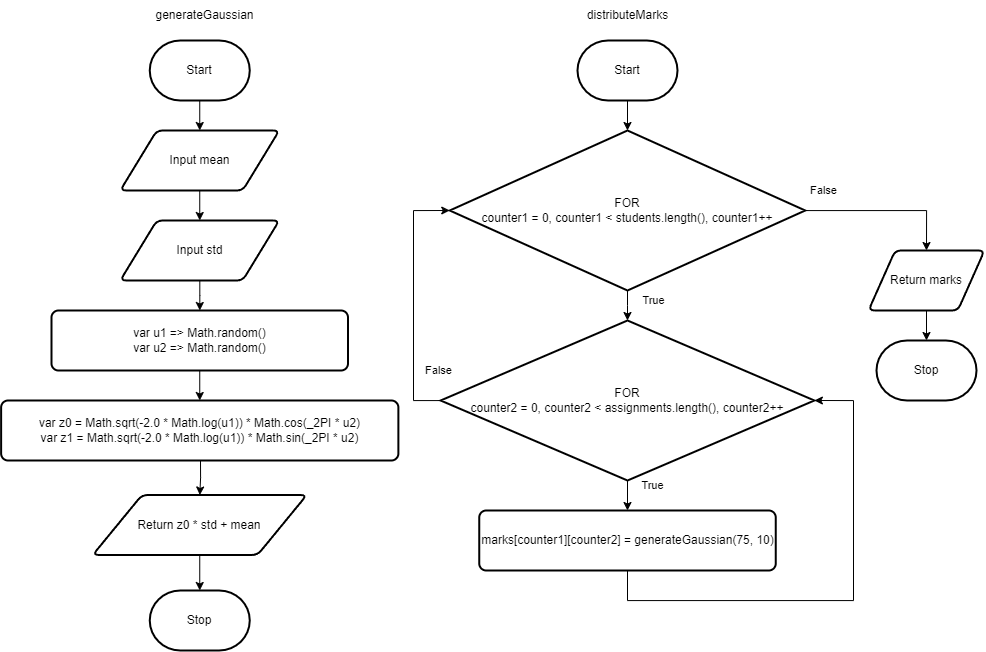 generateGaussian
Start
Input mean
Input std
var u1 => Math.random()
var u2 => Math.random()
var z0 = Math.sqrt(-2.0 * Math.log(u1)) * Math.cos(_2PI * u2)
var z1 = Math.sqrt(-2.0 * Math.log(u1)) * Math.sin(_2PI * u2)
Return z0 * std + mean
Stop
distributeMarks
Start
FOR
counter1 = 0, counter1 < students.length(), counter1++
False
Return marks
Stop
True
FOR
counter2 = 0, counter2 < assignments.length(), counter2++
False
True
marks[counter1][counter2] = generateGaussian(75, 10)